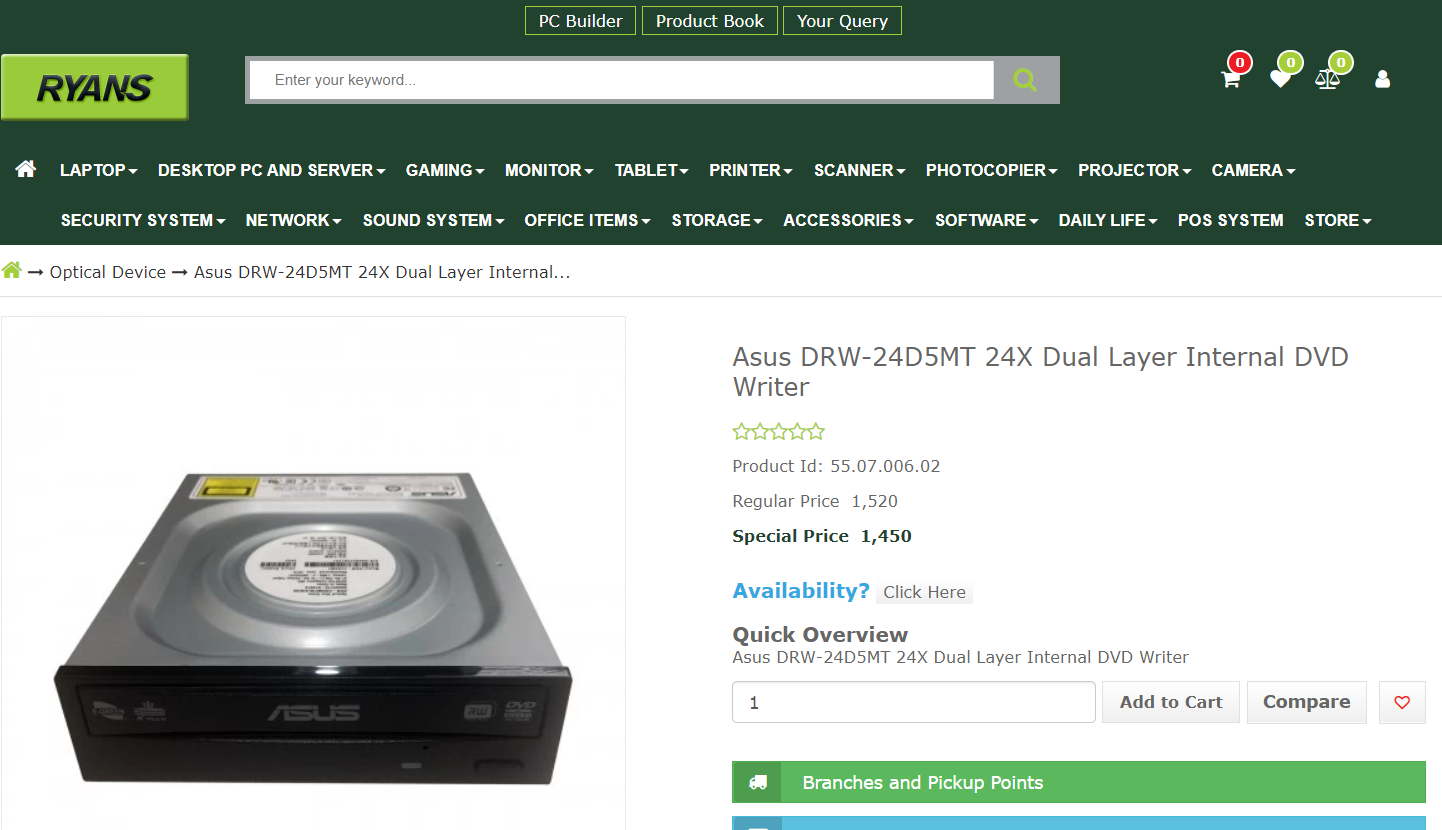 PC Builder Product Book Your Query
RYANS
Enter your keyword...
0 0 0
LAPTOP DESKTOP PC AND SERVER GAMING MONITOR TABLET PRINTER SCANNER PHOTOCOPIER PROJECTOR CAMERA
SECURITY SYSTEM NETWORK SOUND SYSTEM OFFICE ITEMS STORAGE ACCESSORIES SOFTWARE DAILY LIFE POS SYSTEM STORE
Optical Device Asus DRW-24D5MT 24X Dual Layer Internal...
Asus DRW-24D5MT 24X Dual Layer Internal DVD
Writer
Product Id: 55.07.006.02
Regular Price 1,520
Special Price 1,450
Availability? Click Here
Quick Overview
Asus DRW-24D5MT 24X Dual Layer Internal DVD Writer
1 Add to Cart Compare
Branches and Pickup Points
ASUS
ASUS RW DVD